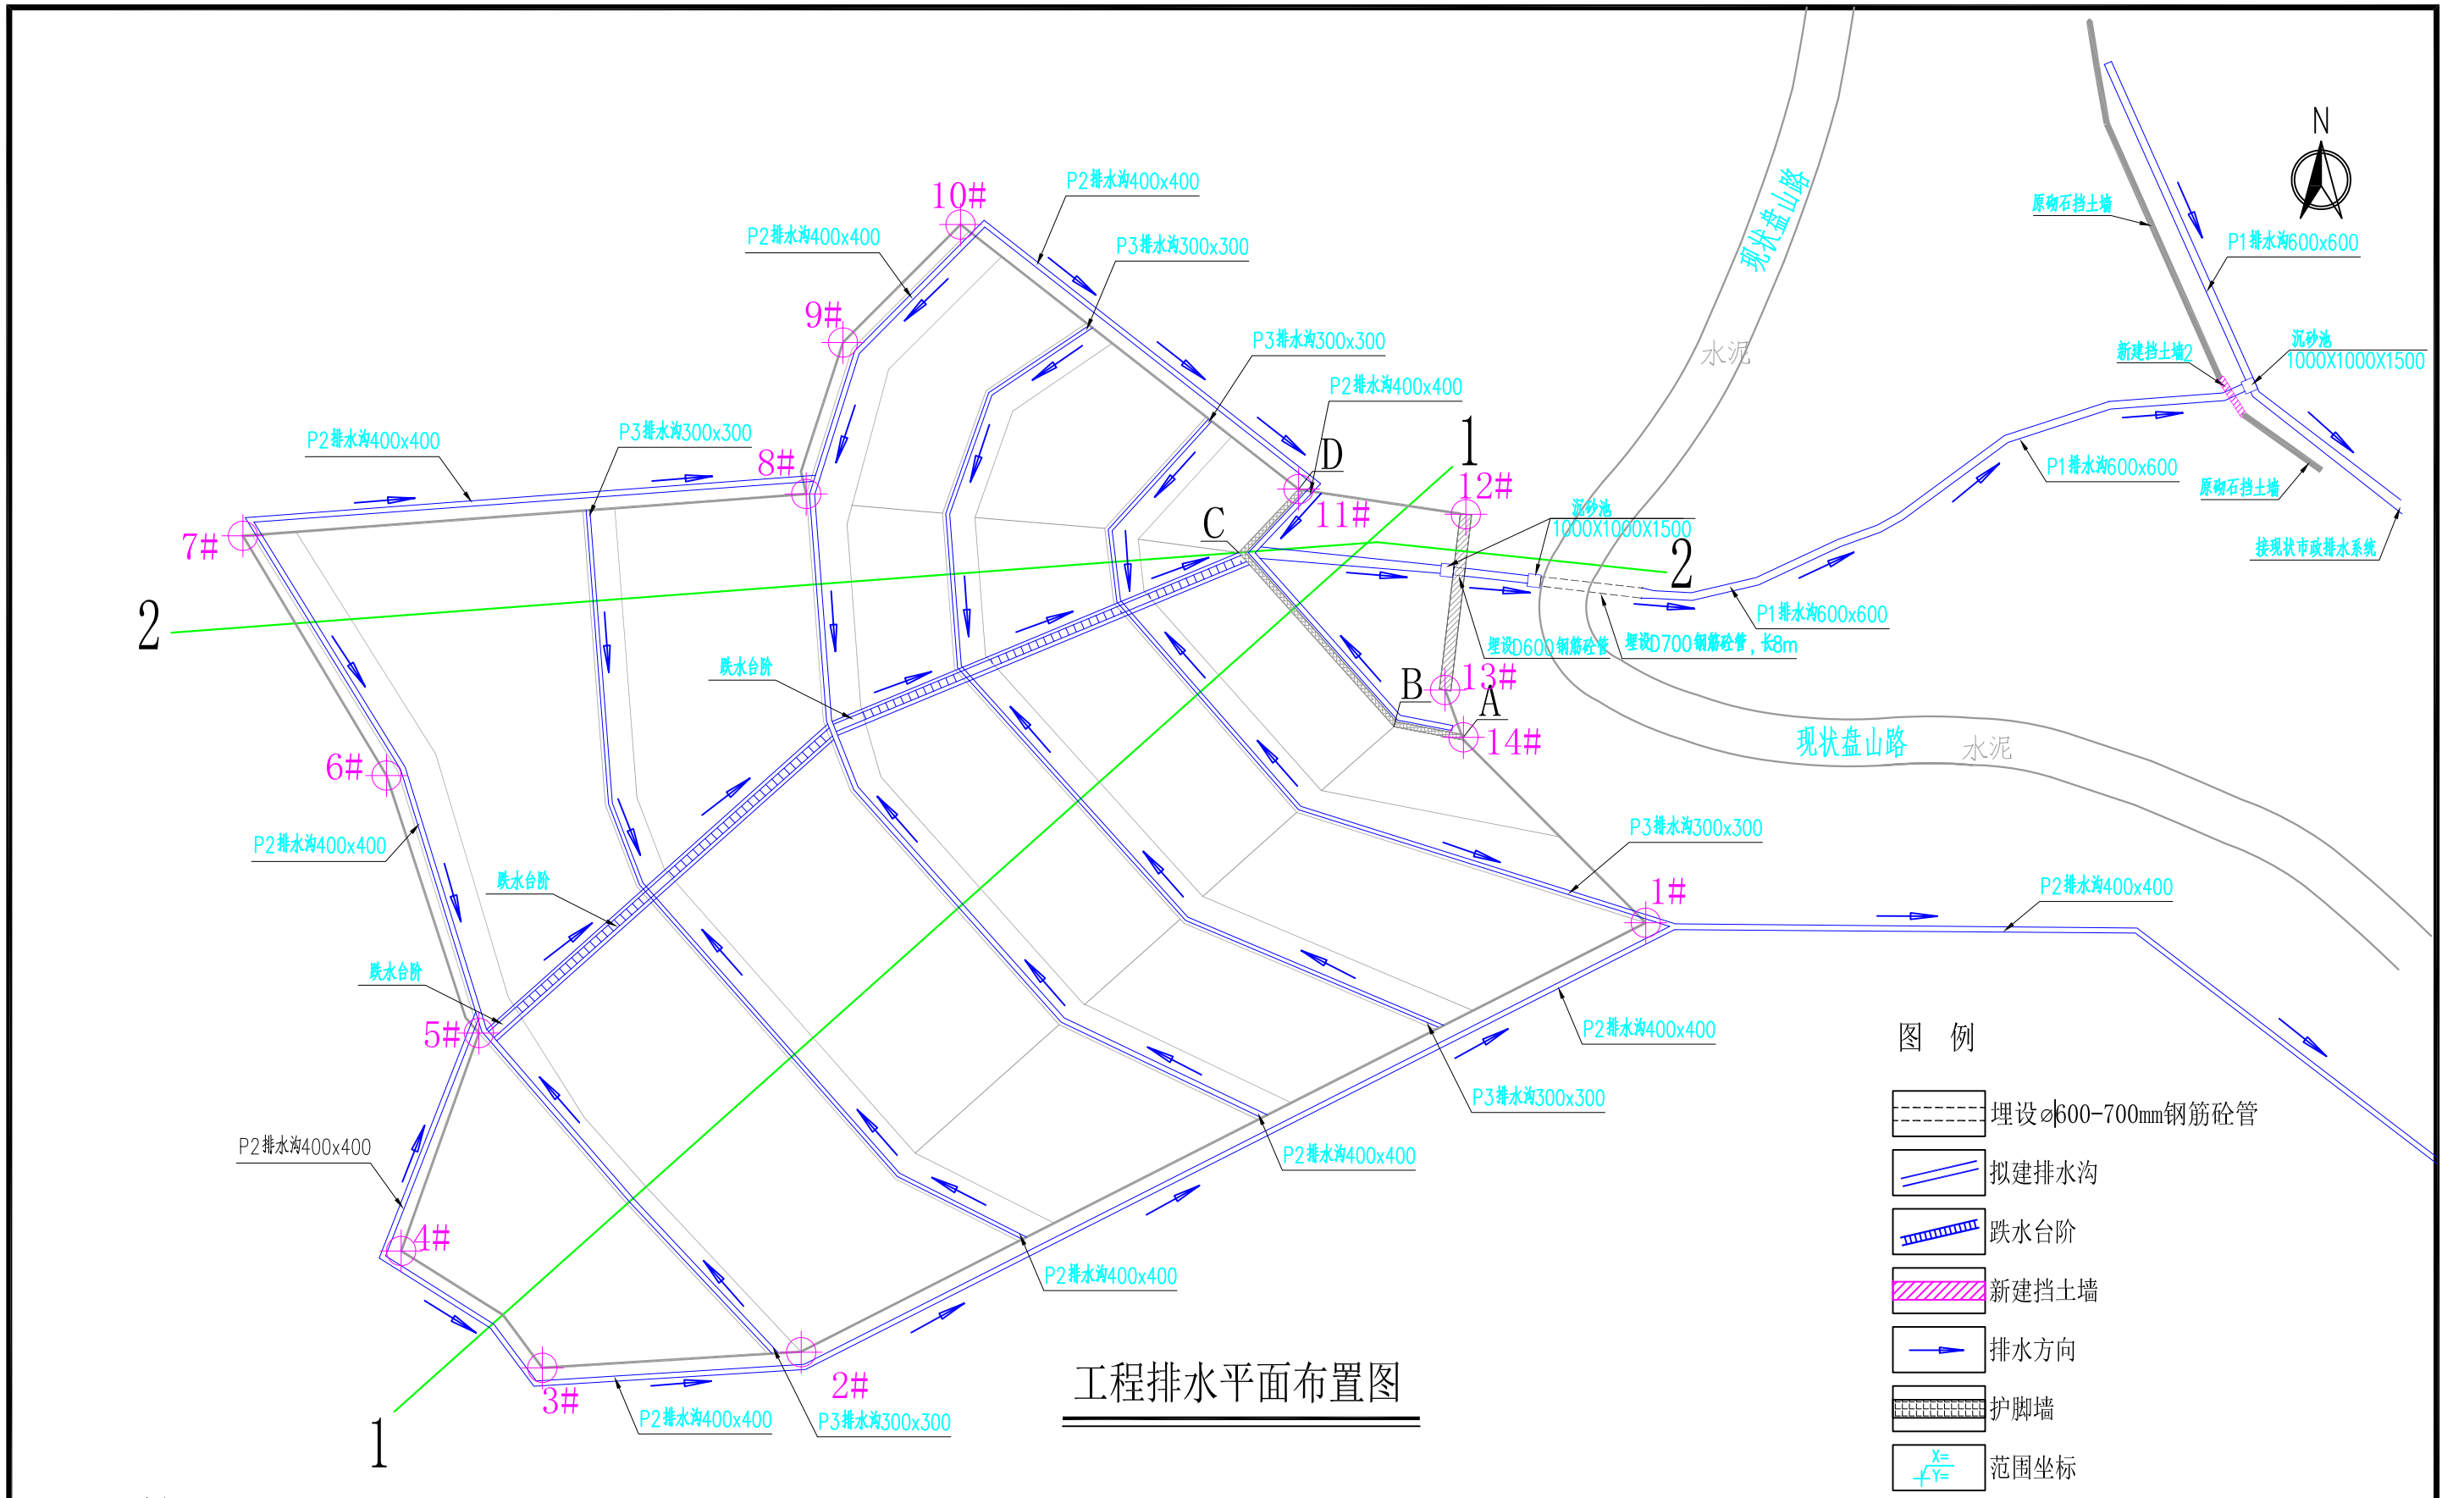 N
10#
P2排水沟400x400
P2排水沟400x400
P3排水沟300x300
现状盘山路
原砌石挡土墙
P1排水沟600x600
9#
P3排水沟300x300
水泥
新建挡土墙2
沉砂池
1000X1000X1500
P2排水沟400x400
P2排水沟400x400
P3排水沟300x300
8#
D
1
12#
P1排水沟600x600
原砌石挡土墙
7#
C
11#
沉砂池
1000X1000X1500
2
接现状市政排水系统
2
P1排水沟600x600
埋设D600钢筋砼管
埋设D700钢筋砼管，长8m
跌水台阶
B
13#
A
14#
6#
现状盘山路
水泥
P2排水沟400x400
P3排水沟300x300
跌水台阶
1#
P2排水沟400x400
跌水台阶
5#
P2排水沟400x400
图 例
P3排水沟300x300
埋设⌀600-700mm钢筋砼管
P2排水沟400x400
P2排水沟400x400
拟建排水沟
4#
跌水台阶
P2排水沟400x400
新建挡土墙
排水方向
工程排水平面布置图
3#
2#
P2排水沟400x400
P3排水沟300x300
护脚墙
1
X=
Y=
范围坐标